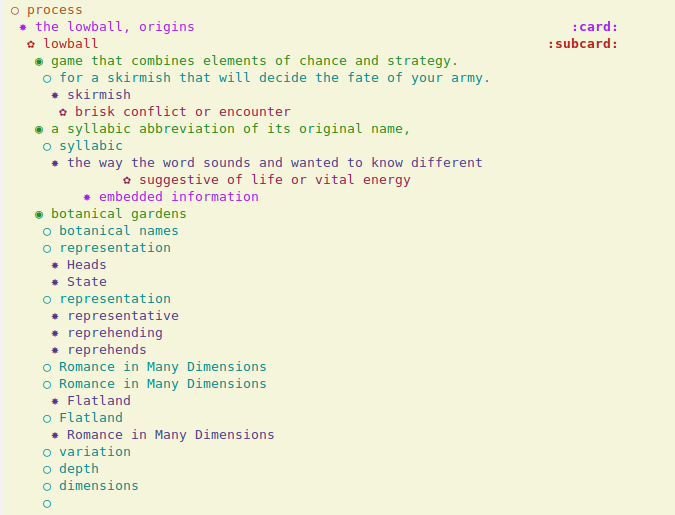 ○ process
✸ the lowball, origins :card:
✿ lowball :subcard:
◉ game that combines elements of chance and strategy.
○ for a skirmish that will decide the fate of your army.
✸ skirmish
✿ brisk conflict or encounter
◉ a syllabic abbreviation of its original name,
○ syllabic
✸ the way the word sounds and wanted to know different
✿ suggestive of life or vital energy
✸ embedded information
◉ botanical gardens
○ botanical names
○ representation
✸ Heads
✸ State
○ representation
✸ representative
✸ reprehending
✸ reprehends
○ Romance in Many Dimensions
○ Romance in Many Dimensions
✸ Flatland
○ Flatland
✸ Romance in Many Dimensions
○ variation
○ depth
○ dimensions
○